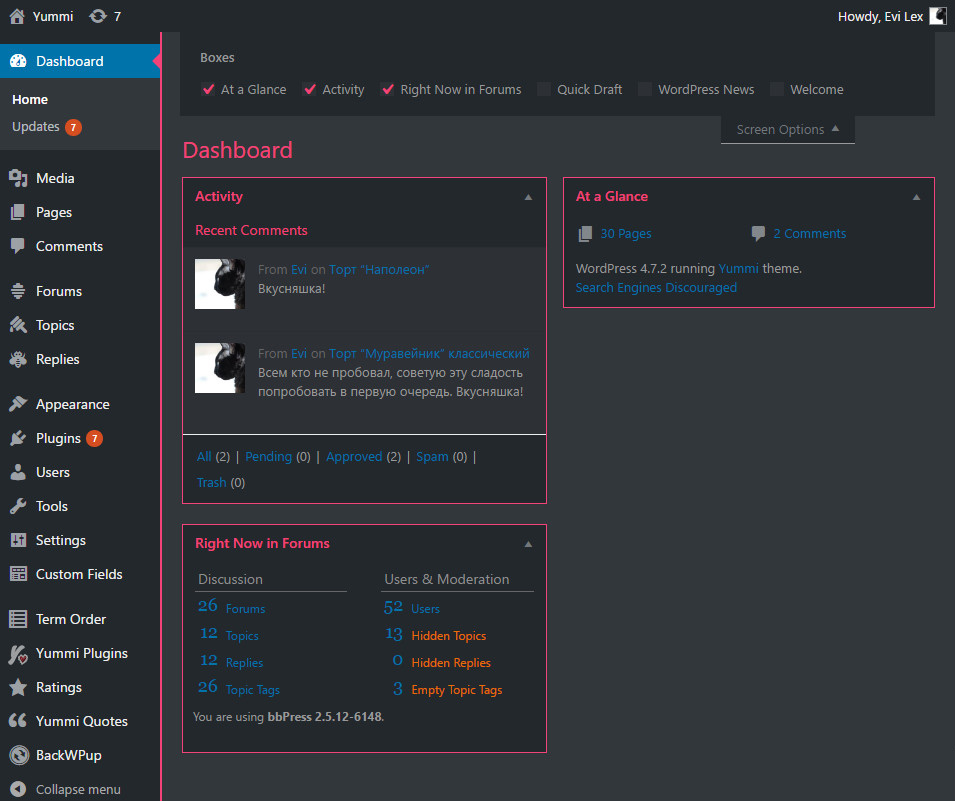 Yummi 7 Howdy, Evi Lex
Dashboard
Home
Updates 7
Media
Pages
Comments
Forums
Topics
Replies
Appearance
Plugins 7
Users
Tools
Settings
Custom Fields
Term Order
Yummi Plugins
Ratings
Yummi Quotes
BackWPup
Collapse menu
Boxes
At a Glance Activity Right Now in Forums Quick Draft WordPress News Welcome
Screen Options
Dashboard
Activity
Recent Comments
From Evi on Торт "Наполеон"
Вкусняшка!
From Evi on Торт "Муравейник" классический
Всем кто не пробовал, советую эту сладость
попробовать в первую очередь. Вкусняшка!
All (2) | Pending (0) | Approved (2) | Spam (0) |
Trash (0)
Right Now in Forums
Discussion
26 Forums
12 Topics
12 Replies
26 Topic Tags
Users & Moderation
52 Users
13 Hidden Topics
0 Hidden Replies
3 Empty Topic Tags
You are using bbPress 2.5.12-6148.
At a Glance
30 Pages 2 Comments
WordPress 4.7.2 running Yummi theme.
Search Engines Discouraged